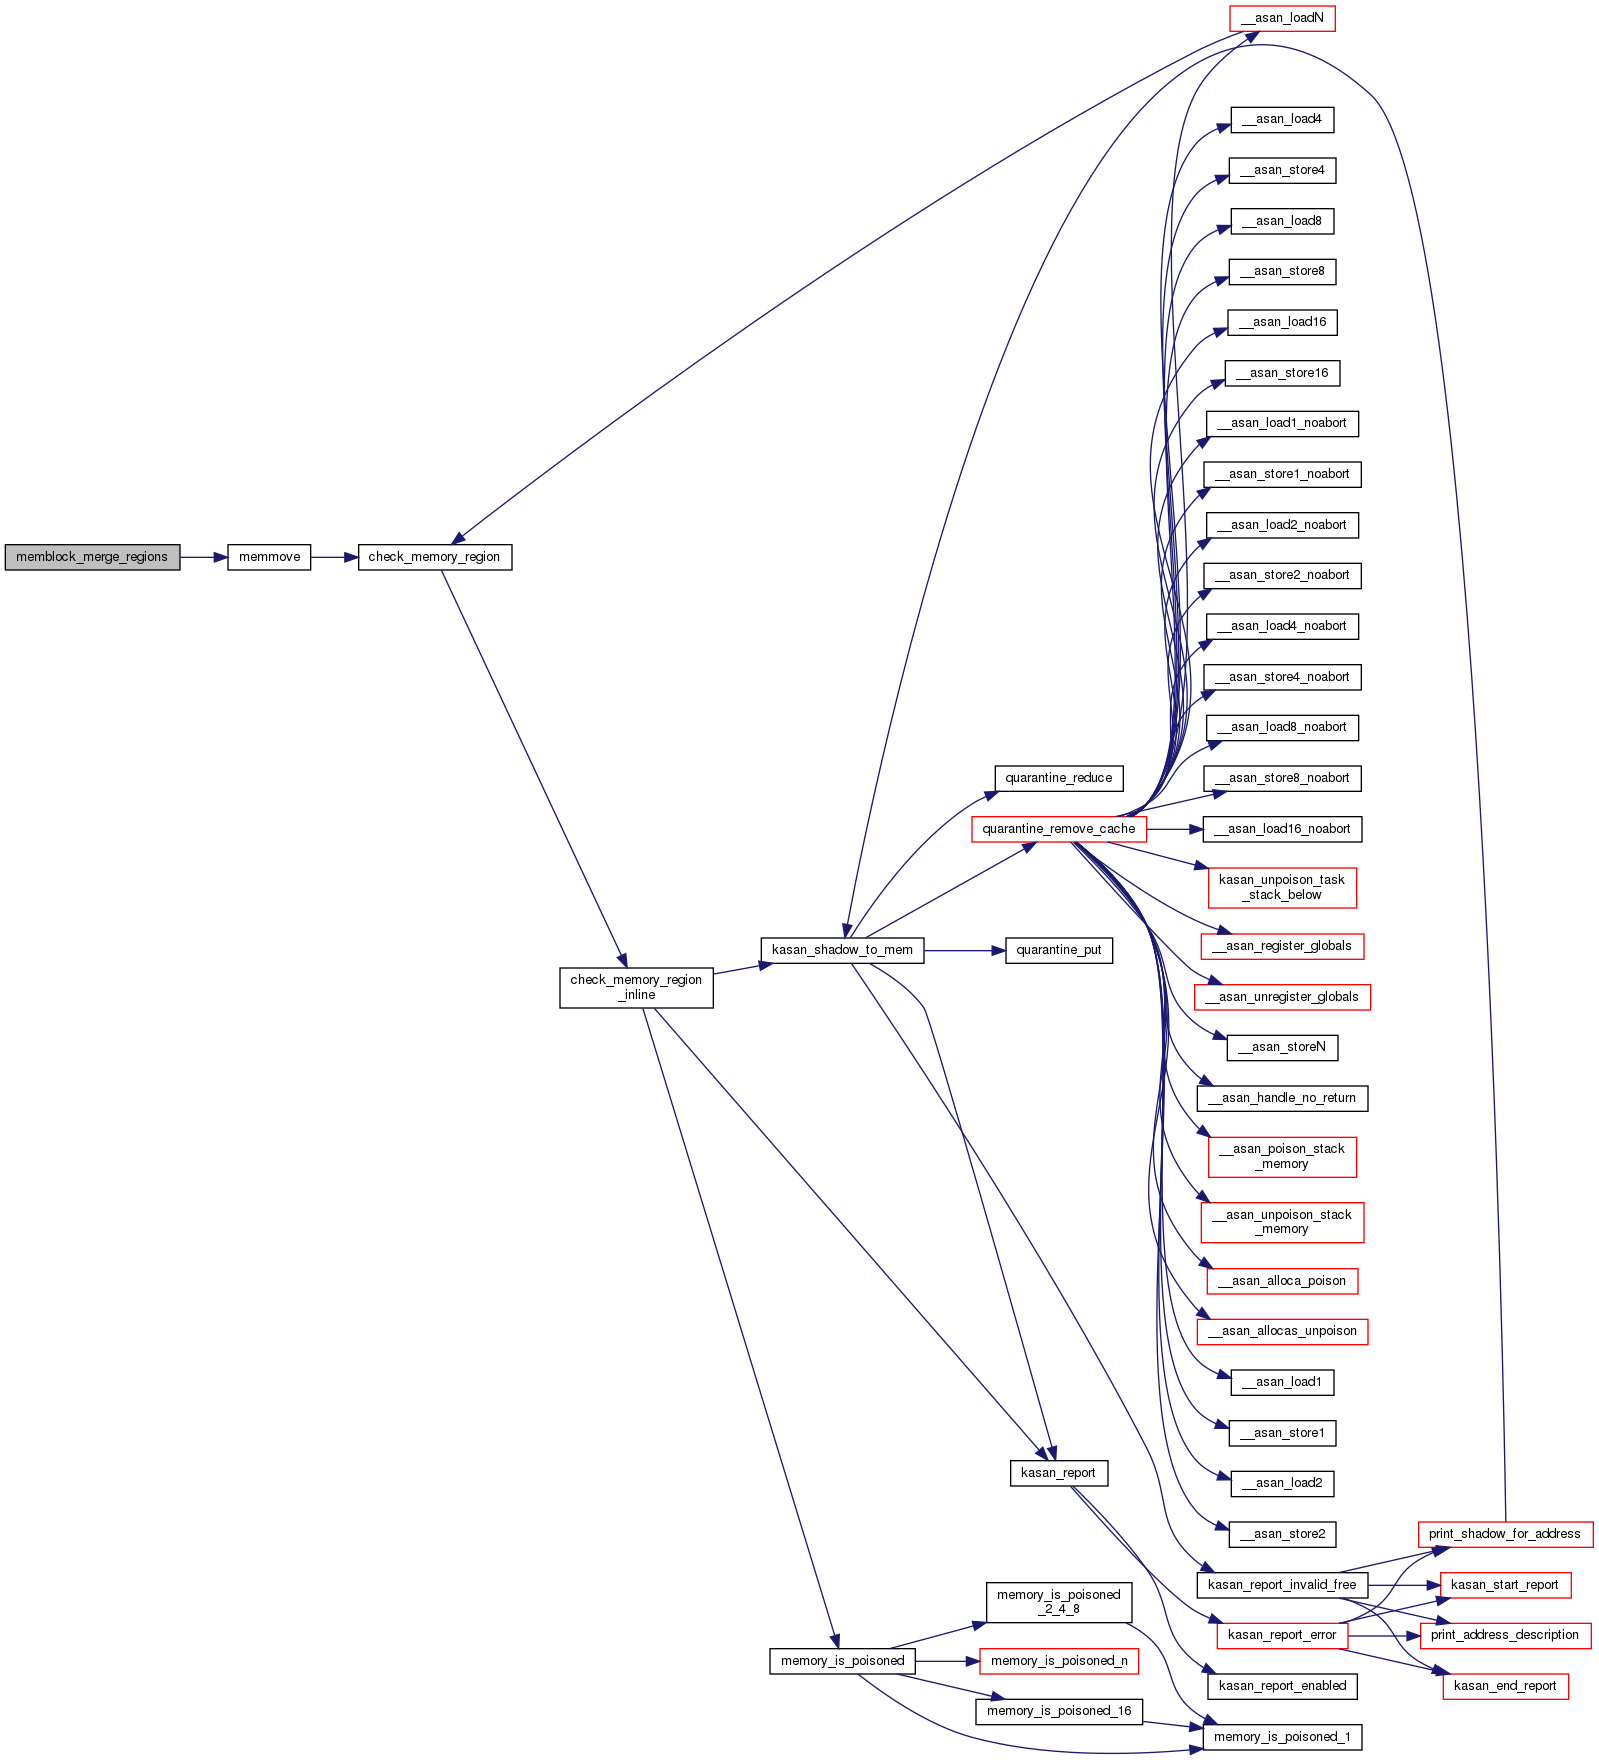 __asan_loadN
__asan_load4
__asan_store4
__asan_load8
__asan_store8
__asan_load16
__asan_store16
__asan_load1_noabort
__asan_store1_noabort
__asan_load2_noabort
memblock_merge_regions
memmove
check_memory_region
__asan_store2_noabort
__asan_load4_noabort
__asan_store4_noabort
__asan_load8_noabort
quarantine_reduce
__asan_store8_noabort
quarantine_remove_cache
__asan_load16_noabort
kasan_unpoison_task
_stack_below
kasan_shadow_to_mem
quarantine_put
__asan_register_globals
check_memory_region
_inline
__asan_unregister_globals
__asan_storeN
__asan_handle_no_return
__asan_poison_stack
_memory
__asan_unpoison_stack
_memory
__asan_alloca_poison
__asan_allocas_unpoison
__asan_load1
__asan_store1
kasan_report
__asan_load2
__asan_store2
print_shadow_for_address
kasan_report_invalid_free
kasan_start_report
memory_is_poisoned
_2_4_8
kasan_report_error
print_address_description
memory_is_poisoned
memory_is_poisoned_n
kasan_report_enabled
kasan_end_report
memory_is_poisoned_16
memory_is_poisoned_1